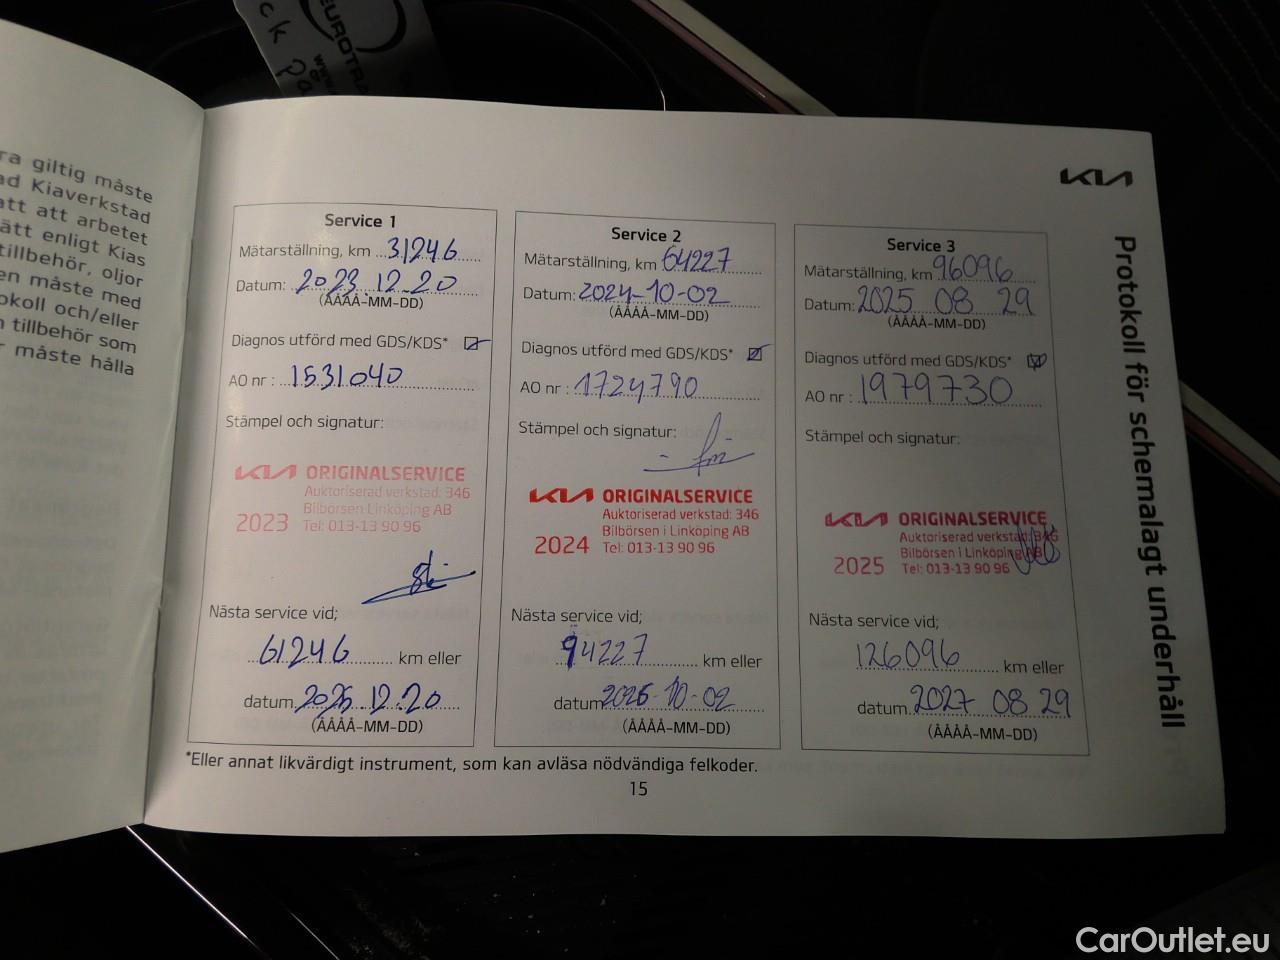 ck
EUROTRA
ra giltig måste
ad Kiaverkstad
att att arbetet
ätt enligt Kias
tillbehör, oljor
en måste med
okoll och/eller
n tillbehör som
r måste hålla
KIA
Protokoll för schemalagt underhåll
Service 1
Mätarställning, km 31246
Datum: 2023.12.20
(ÅÅÅÅ-MM-DD)
Diagnos utförd med GDS/KDS*
AO nr : 1531040
Stämpel och signatur:
KIA ORIGINALSERVICE
Auktoriserad verkstad: 346
Bilbörsen Linköping AB
2023 Tel: 013-13 90 96
Nästa service vid;
61246 km eller
datum 2025.12.20
(ÅÅÅÅ-MM-DD)
Service 2
Mätarställning, km 64227
Datum: 2024-10-02
(ÅÅÅÅ-MM-DD)
Diagnos utförd med GDS/KDS*
AO nr : 1724790
Stämpel och signatur:
KIA ORIGINALSERVICE
Auktoriserad verkstad: 346
Bilbörsen i Linköping AB
2024 Tel: 013-13 90 96
Nästa service vid;
94227 km eller
datum 2026-10-02
(ÅÅÅÅ-MM-DD)
Service 3
Mätarställning, km 96096
Datum: 2025 08 29
(ÅÅÅÅ-MM-DD)
Diagnos utförd med GDS/KDS*
AO nr : 1979730
Stämpel och signatur:
KIA ORIGINALSERVICE
Auktoriserad verkstad: 346
Bilbörsen i Linköping AB
2025 Tel: 013-13 90 96
Nästa service vid;
126096 km eller
datum 2027 08 29
(ÅÅÅÅ-MM-DD)
*Eller annat likvärdigt instrument, som kan avläsa nödvändiga felkoder.
15
CarOutlet.eu